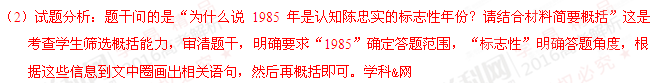 （2）试题分析：题干问的是“为什么说 1985 年是认知陈忠实的标志性年份？请结合材料简要概括”这是
考查学生筛选概括能力，审清题干，明确要求“1985”确定答题范围，“标志性”明确答题角度，根
据这些信息到文中圈画出相关语句，然后再概括即可。学科&网